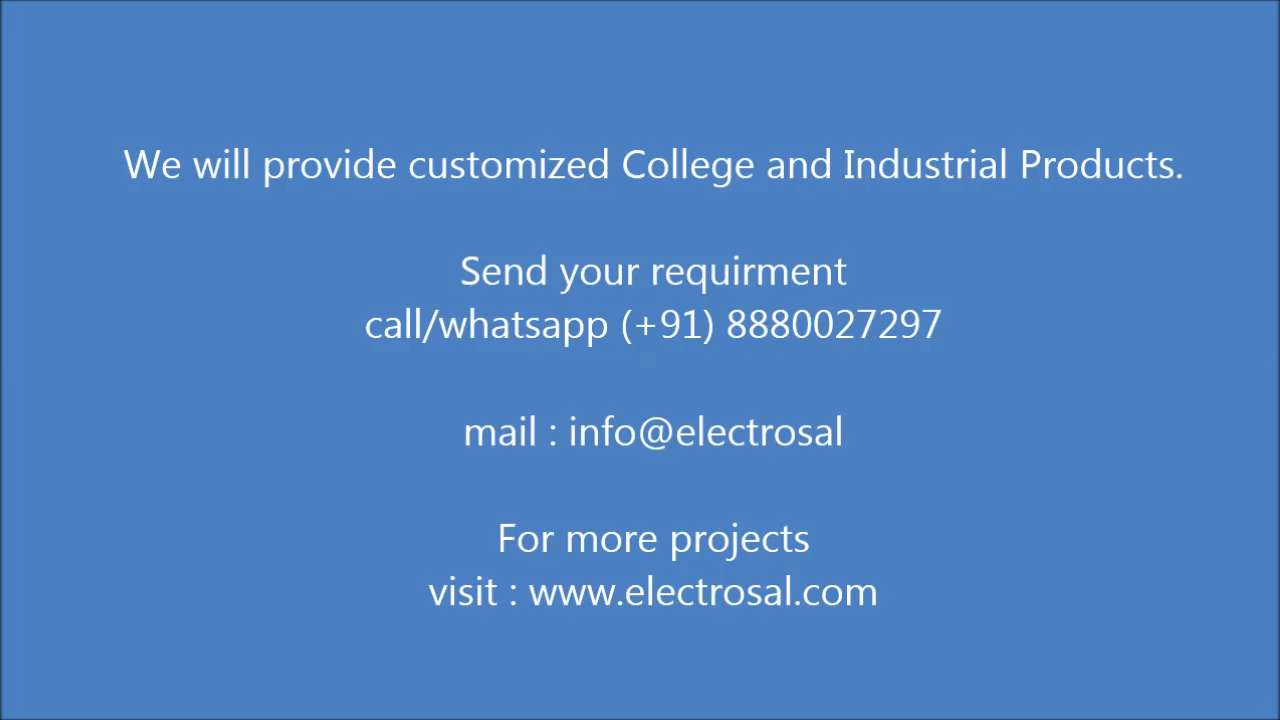 We will provide customized College and Industrial Products.
Send your requirment
call/whatsapp (+91) 8880027297
mail : info@electrosal
For more projects
visit : www.electrosal.com